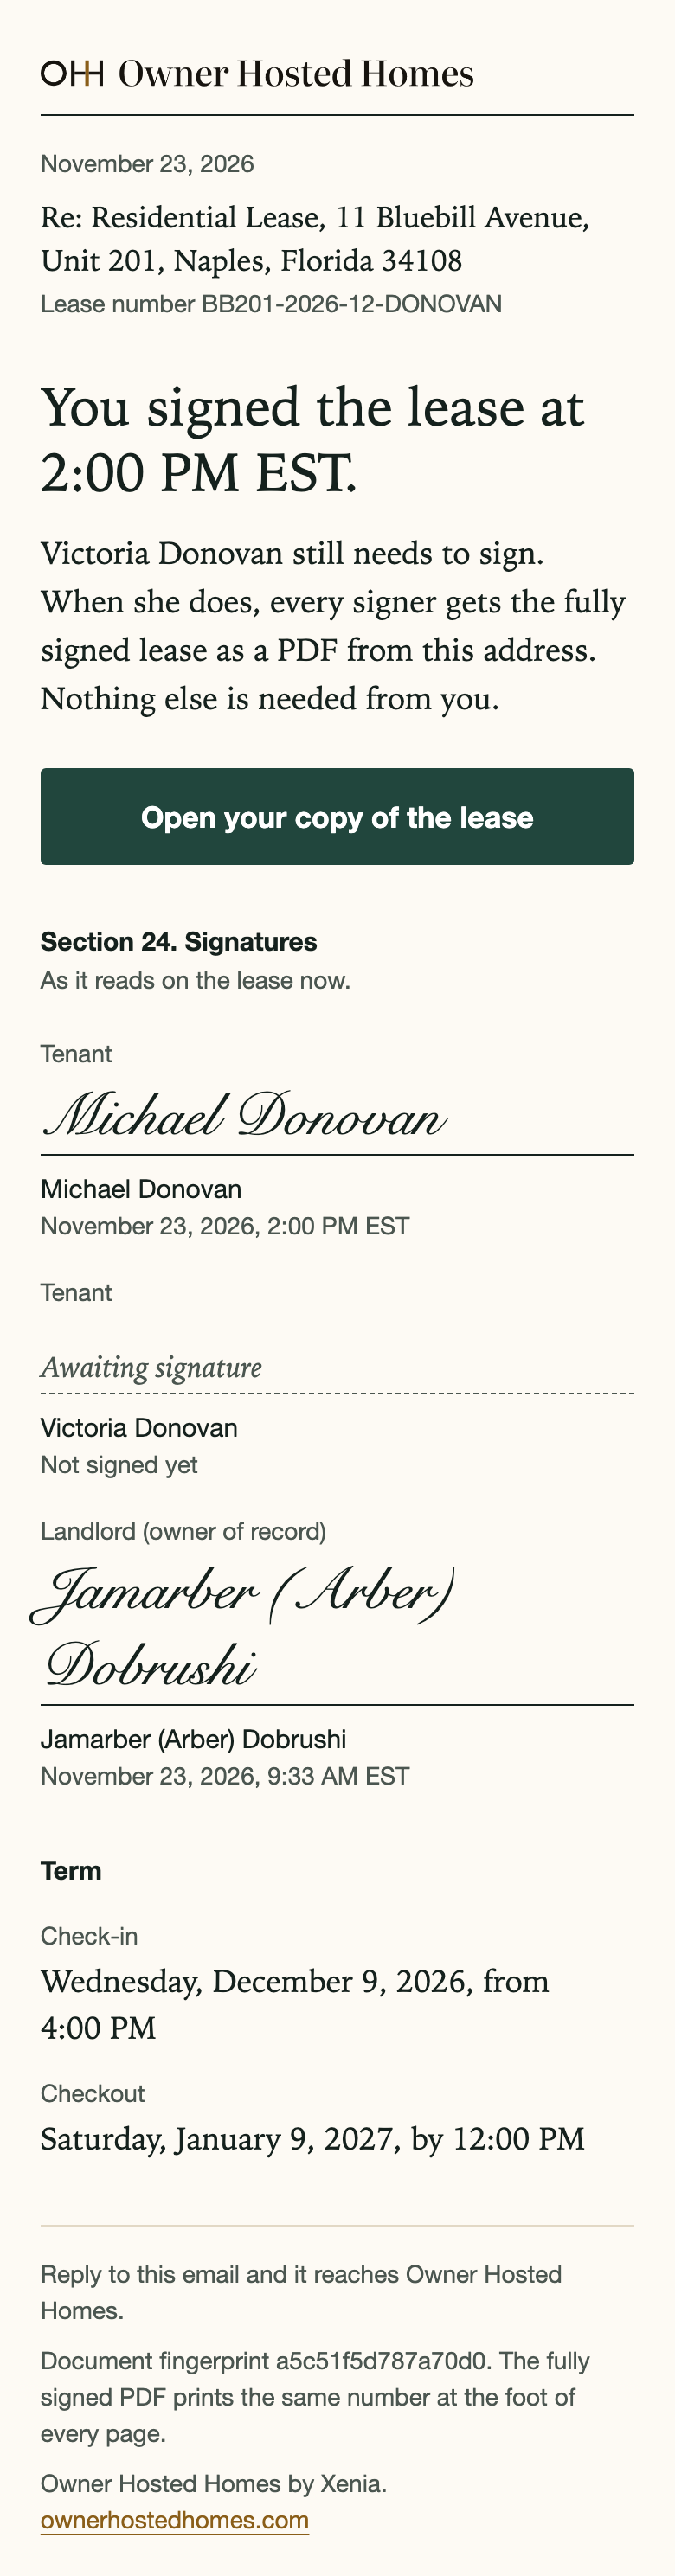 OHH Owner Hosted Homes
November 23, 2026
Re: Residential Lease, 11 Bluebill Avenue,
Unit 201, Naples, Florida 34108
Lease number BB201-2026-12-DONOVAN
You signed the lease at
2:00 PM EST.
Victoria Donovan still needs to sign.
When she does, every signer gets the fully
signed lease as a PDF from this address.
Nothing else is needed from you.
Open your copy of the lease
Section 24. Signatures
As it reads on the lease now.
Tenant
Michael Donovan
Michael Donovan
November 23, 2026, 2:00 PM EST
Tenant
Awaiting signature
Victoria Donovan
Not signed yet
Landlord (owner of record)
Jamarber (Arber)
Dobrushi
Jamarber (Arber) Dobrushi
November 23, 2026, 9:33 AM EST
Term
Check-in
Wednesday, December 9, 2026, from
4:00 PM
Checkout
Saturday, January 9, 2027, by 12:00 PM
Reply to this email and it reaches Owner Hosted
Homes.
Document fingerprint a5c51f5d787a70d0. The fully
signed PDF prints the same number at the foot of
every page.
Owner Hosted Homes by Xenia.
ownerhostedhomes.com